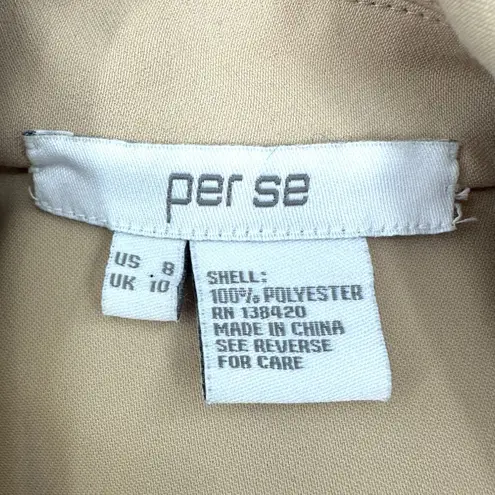 per se
US 8
UK 10
SHELL:
100% POLYESTER
RN 138420
MADE IN CHINA
SEE REVERSE
FOR CARE